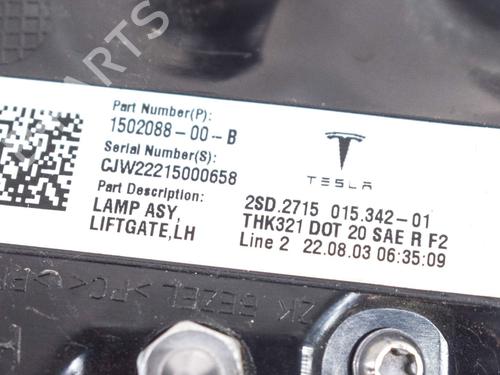 PARTS
Part Number(P):
1502088-00-B
Serial Number(S):
CJW22215000658
Part Description:
LAMP ASY,
LIFTGATE,LH
TESLA
2SD.2715 015.342-01
THK321 DOT 20 SAE R F2
Line 2 22.08.03 06:35:09